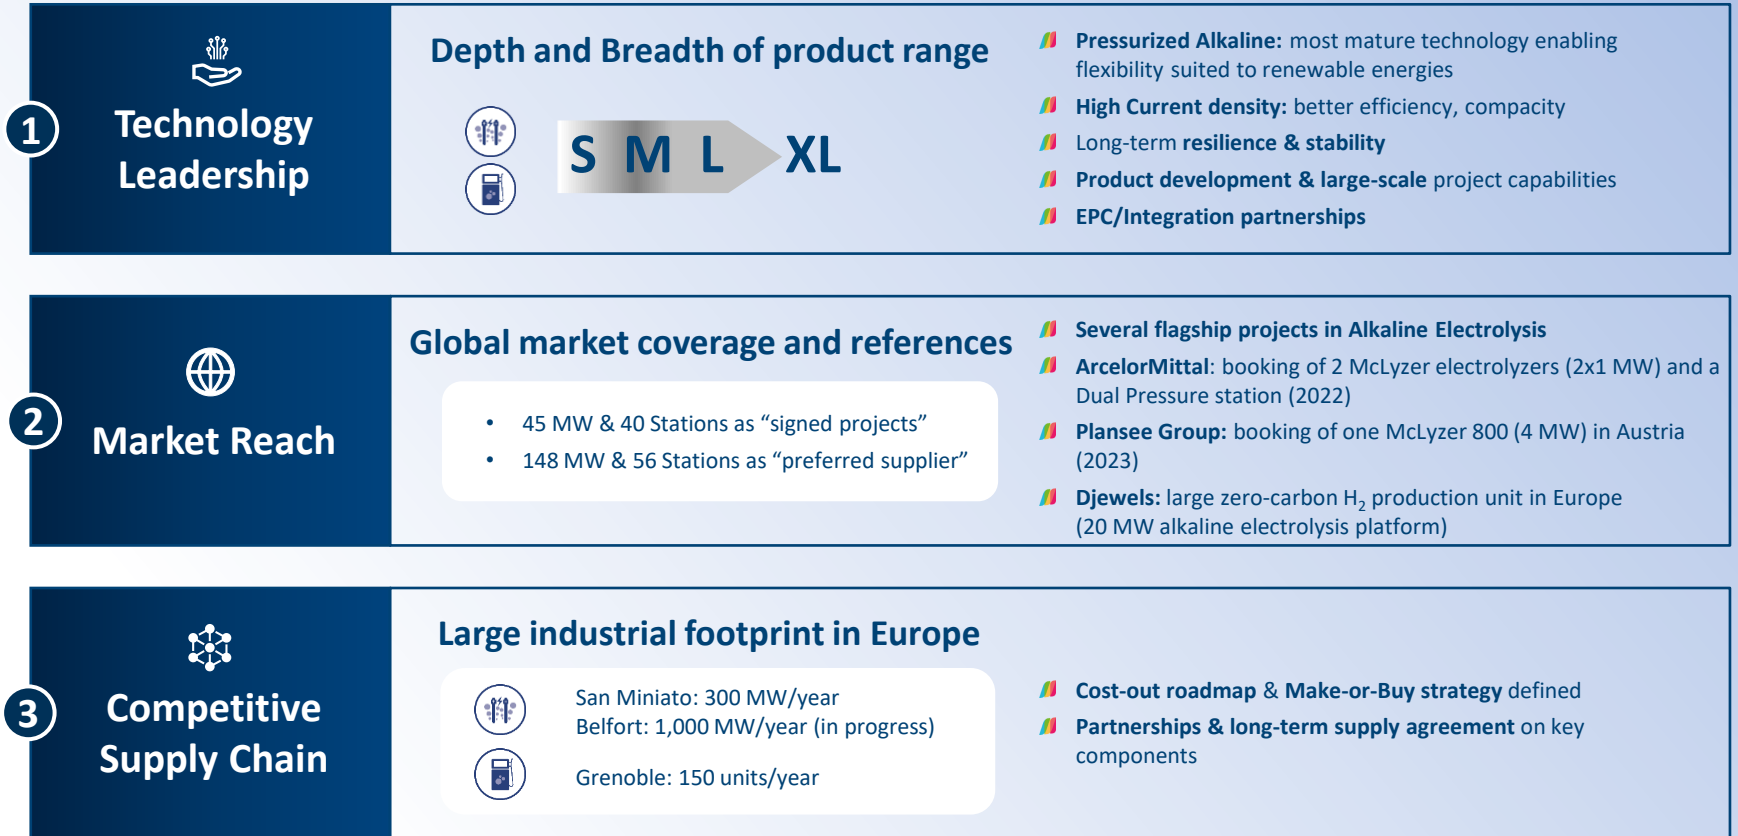 1
Technology
Leadership
Depth and Breadth of product range
S M L XL
Pressurized Alkaline: most mature technology enabling
flexibility suited to renewable energies
High Current density: better efficiency, compacity
Long-term resilience & stability
Product development & large-scale project capabilities
EPC/Integration partnerships
2
Market Reach
Global market coverage and references
• 45 MW & 40 Stations as “signed projects”
• 148 MW & 56 Stations as “preferred supplier”
Several flagship projects in Alkaline Electrolysis
ArcelorMittal: booking of 2 McLyzer electrolyzers (2x1 MW) and a
Dual Pressure station (2022)
Plansee Group: booking of one McLyzer 800 (4 MW) in Austria
(2023)
Djewels: large zero-carbon H₂ production unit in Europe
(20 MW alkaline electrolysis platform)
3
Competitive
Supply Chain
Large industrial footprint in Europe
San Miniato: 300 MW/year
Belfort: 1,000 MW/year (in progress)
Grenoble: 150 units/year
Cost-out roadmap & Make-or-Buy strategy defined
Partnerships & long-term supply agreement on key
components